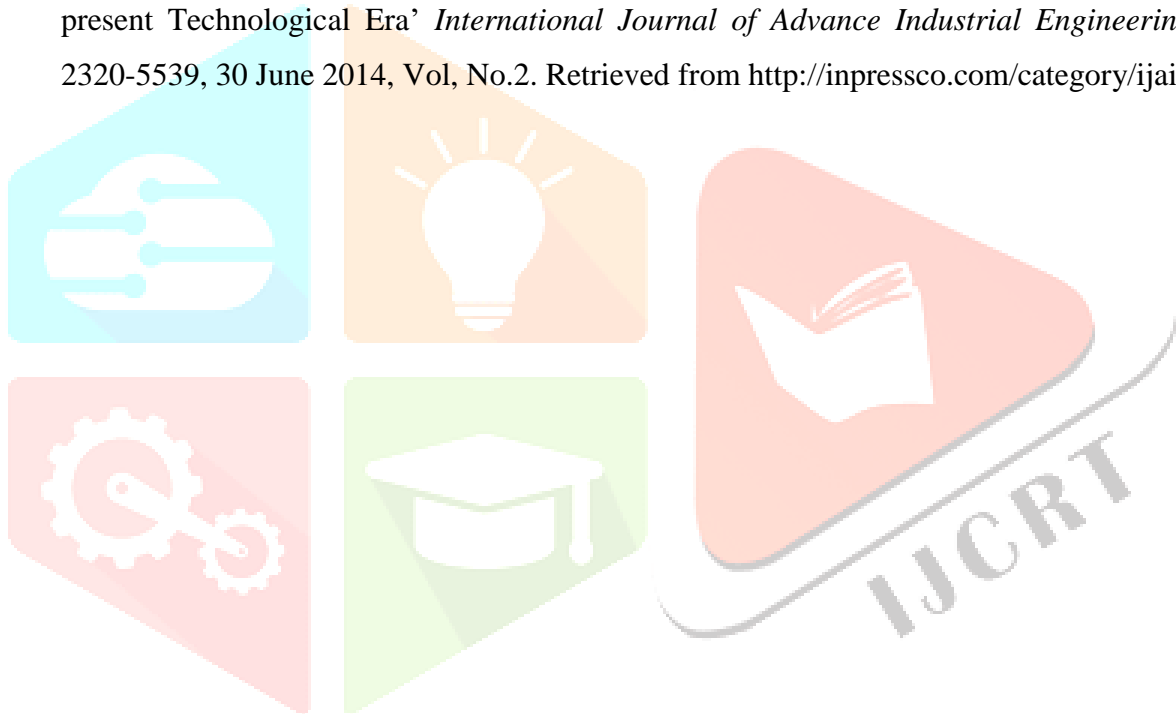 present Technological Era’ International Journal of Advance Industrial Engineerin
2320-5539, 30 June 2014, Vol, No.2. Retrieved from http://inpressco.com/category/ijai
IJCRT